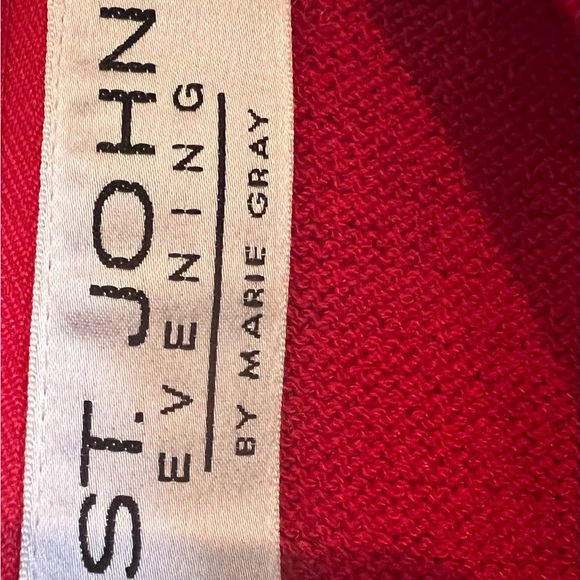 ST. JOHN
EVENING
BY MARIE GRAY